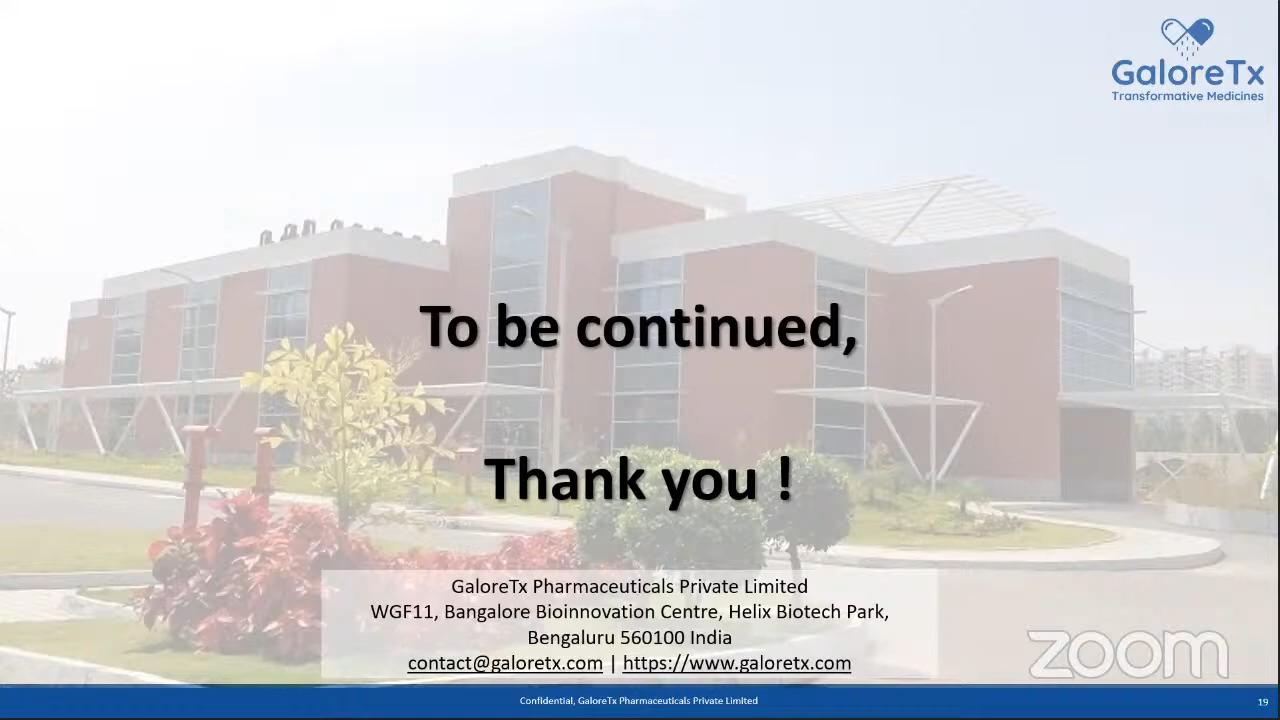 GaloreTx
Transformative Medicines
To be continued,
Thank you !
GaloreTx Pharmaceuticals Private Limited
WGF11, Bangalore Bioinnovation Centre, Helix Biotech Park,
Bengaluru 560100 India
contact@galoretx.com | https://www.galoretx.com
zoom
Confidential, GaloreTx Pharmaceuticals Private Limited
19